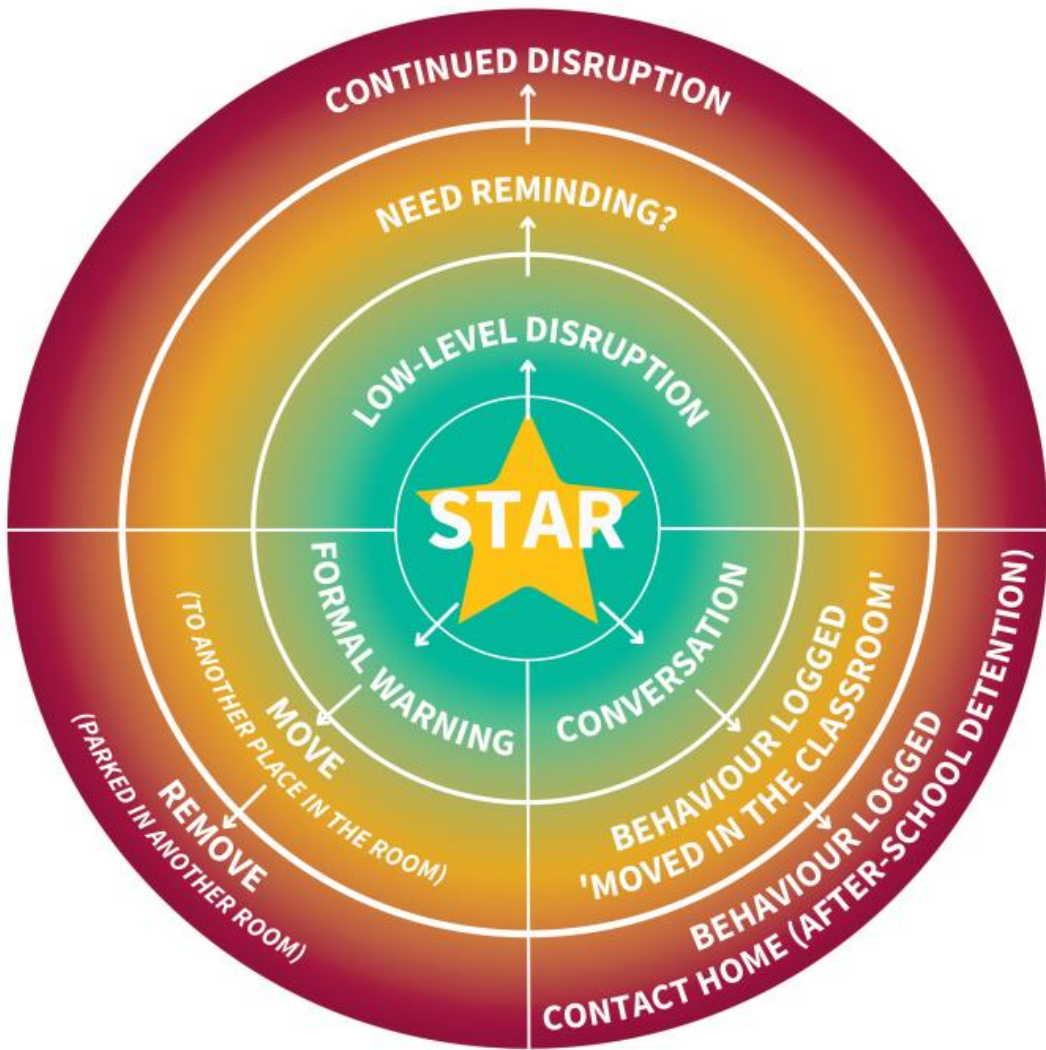 CONTINUED DISRUPTION
NEED REMINDING?
LOW-LEVEL DISRUPTION
STAR
FORMAL WARNING
CONVERSATION
MOVE
(TO ANOTHER PLACE IN THE ROOM)
BEHAVIOUR LOGGED
'MOVED IN THE CLASSROOM'
REMOVE
(PARKED IN ANOTHER ROOM)
BEHAVIOUR LOGGED
CONTACT HOME (AFTER-SCHOOL DETENTION)